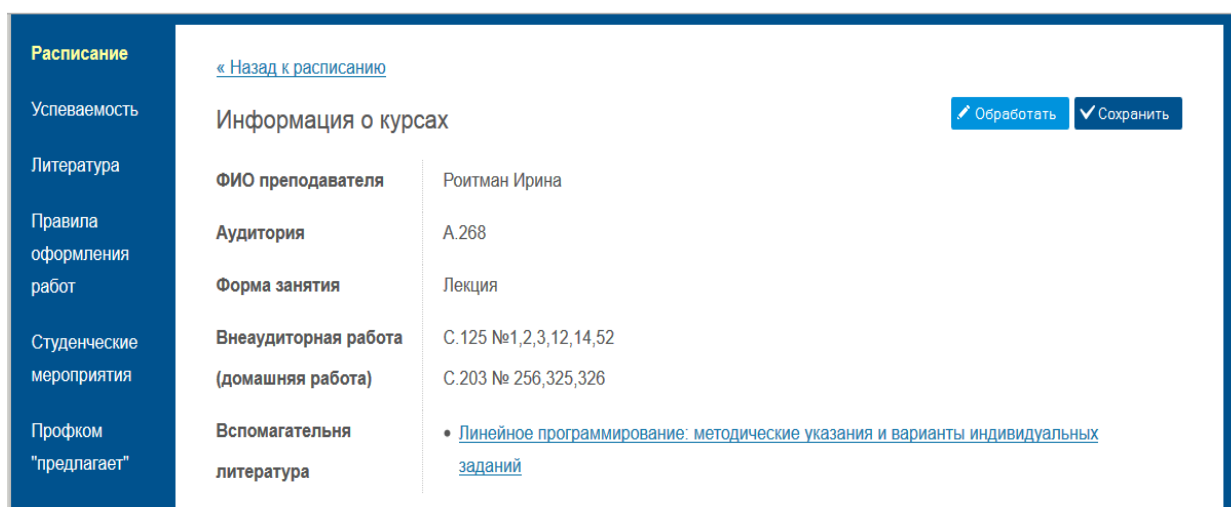 Расписание
Успеваемость
Литература
Правила
оформления
работ
Студенческие
мероприятия
Профком
"предлагает"
« Назад к расписанию
Информация о курсах
Обработать
Сохранить
ФИО преподавателя
Роитман Ирина
Аудитория
А.268
Форма занятия
Лекция
Внеаудиторная работа
(домашняя работа)
С.125 №1,2,3,12,14,52
С.203 № 256,325,326
Вспомагательня
литература
• Линейное программирование: методические указания и варианты индивидуальных
заданий